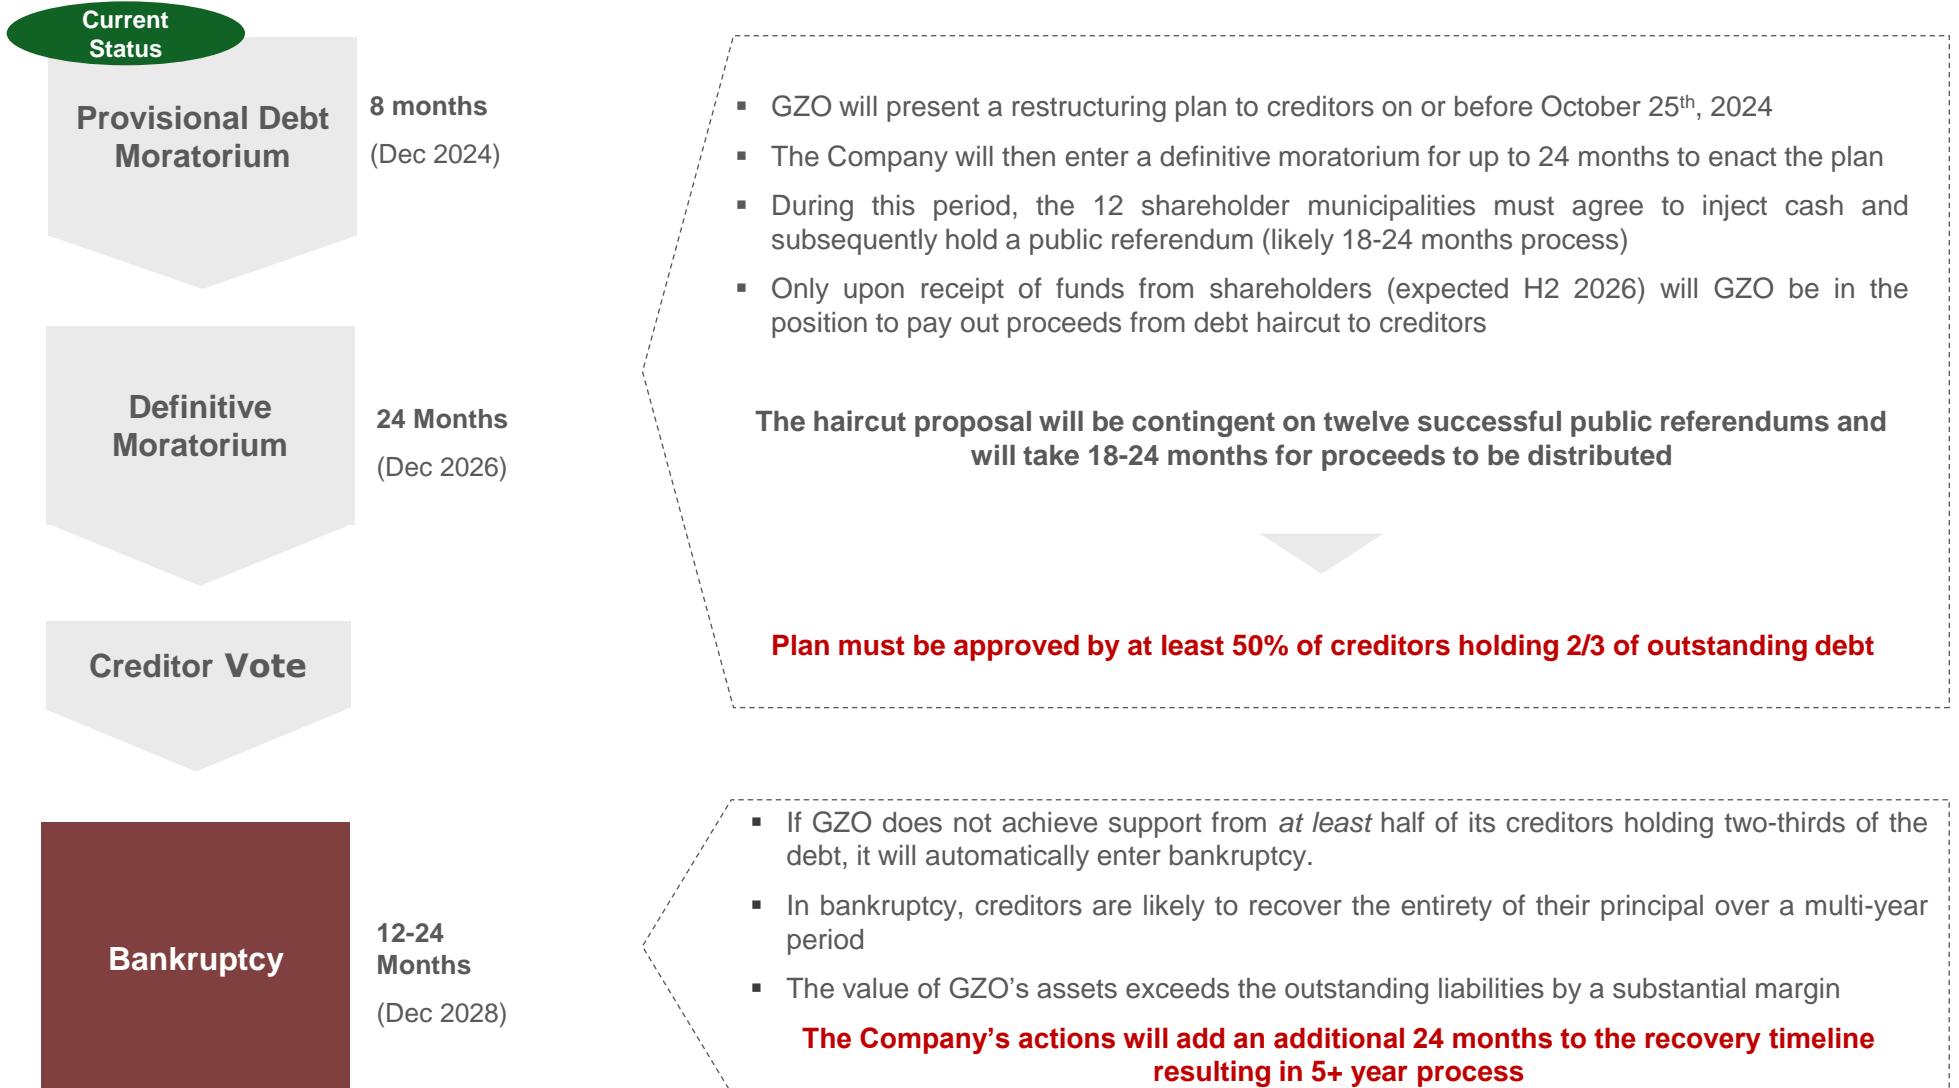 Current
Status
Provisional Debt
Moratorium
8 months
(Dec 2024)
▪ GZO will present a restructuring plan to creditors on or before October 25th, 2024
▪ The Company will then enter a definitive moratorium for up to 24 months to enact the plan
▪ During this period, the 12 shareholder municipalities must agree to inject cash and
subsequently hold a public referendum (likely 18-24 months process)
▪ Only upon receipt of funds from shareholders (expected H2 2026) will GZO be in the
position to pay out proceeds from debt haircut to creditors
Definitive
Moratorium
24 Months
(Dec 2026)
The haircut proposal will be contingent on twelve successful public referendums and
will take 18-24 months for proceeds to be distributed
Creditor Vote
Plan must be approved by at least 50% of creditors holding 2/3 of outstanding debt
Bankruptcy
12-24
Months
(Dec 2028)
▪ If GZO does not achieve support from at least half of its creditors holding two-thirds of the
debt, it will automatically enter bankruptcy.
▪ In bankruptcy, creditors are likely to recover the entirety of their principal over a multi-year
period
▪ The value of GZO’s assets exceeds the outstanding liabilities by a substantial margin
The Company’s actions will add an additional 24 months to the recovery timeline
resulting in 5+ year process